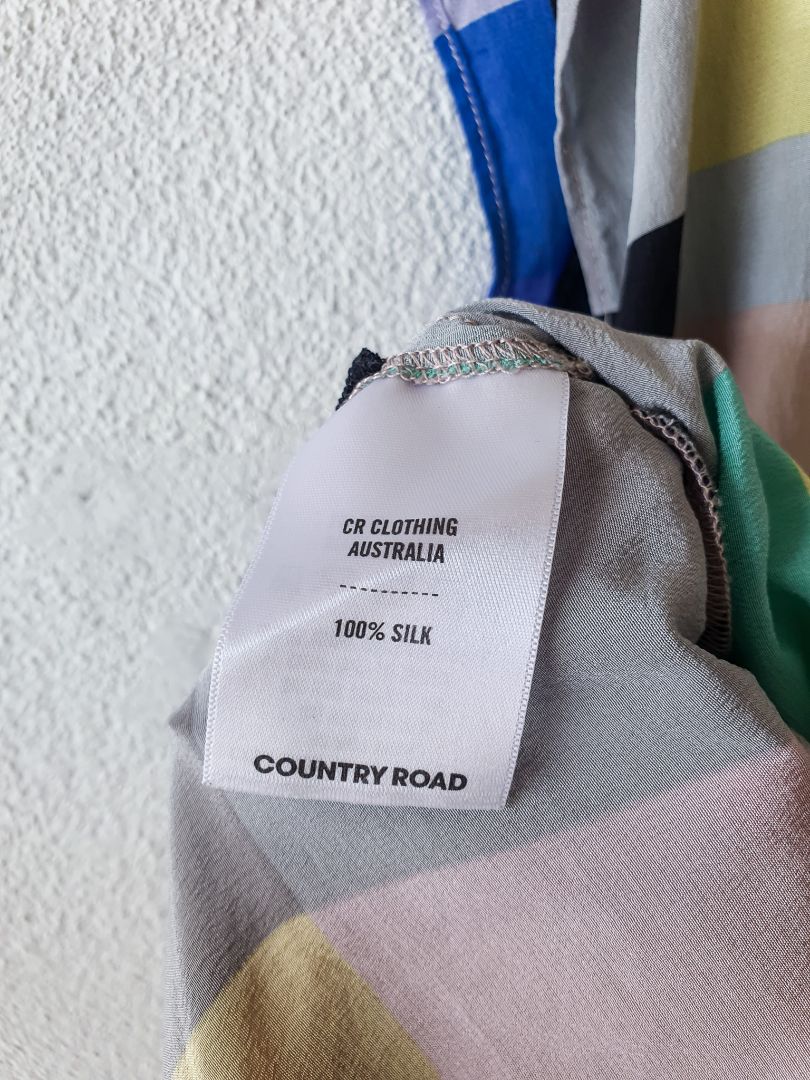 CR CLOTHING
AUSTRALIA
100% SILK
COUNTRY ROAD